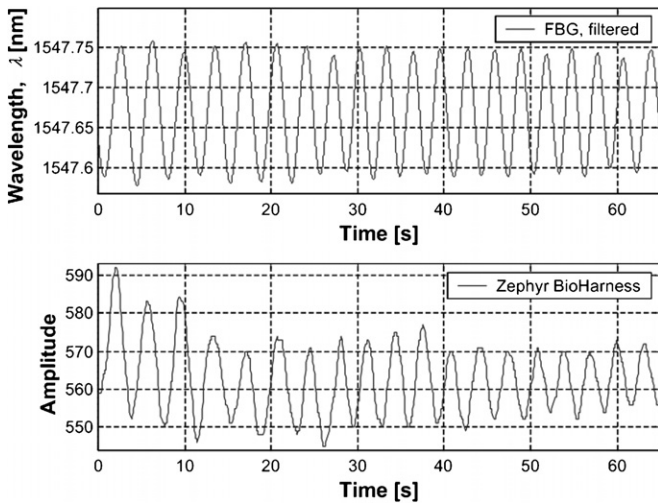 Wavelength, λ [nm]
1547.75
1547.7
1547.65
1547.6
FBG, filtered
0 10 20 30 40 50 60
Time [s]
Amplitude
590
580
570
560
550
Zephyr BioHarness
0 10 20 30 40 50 60
Time [s]